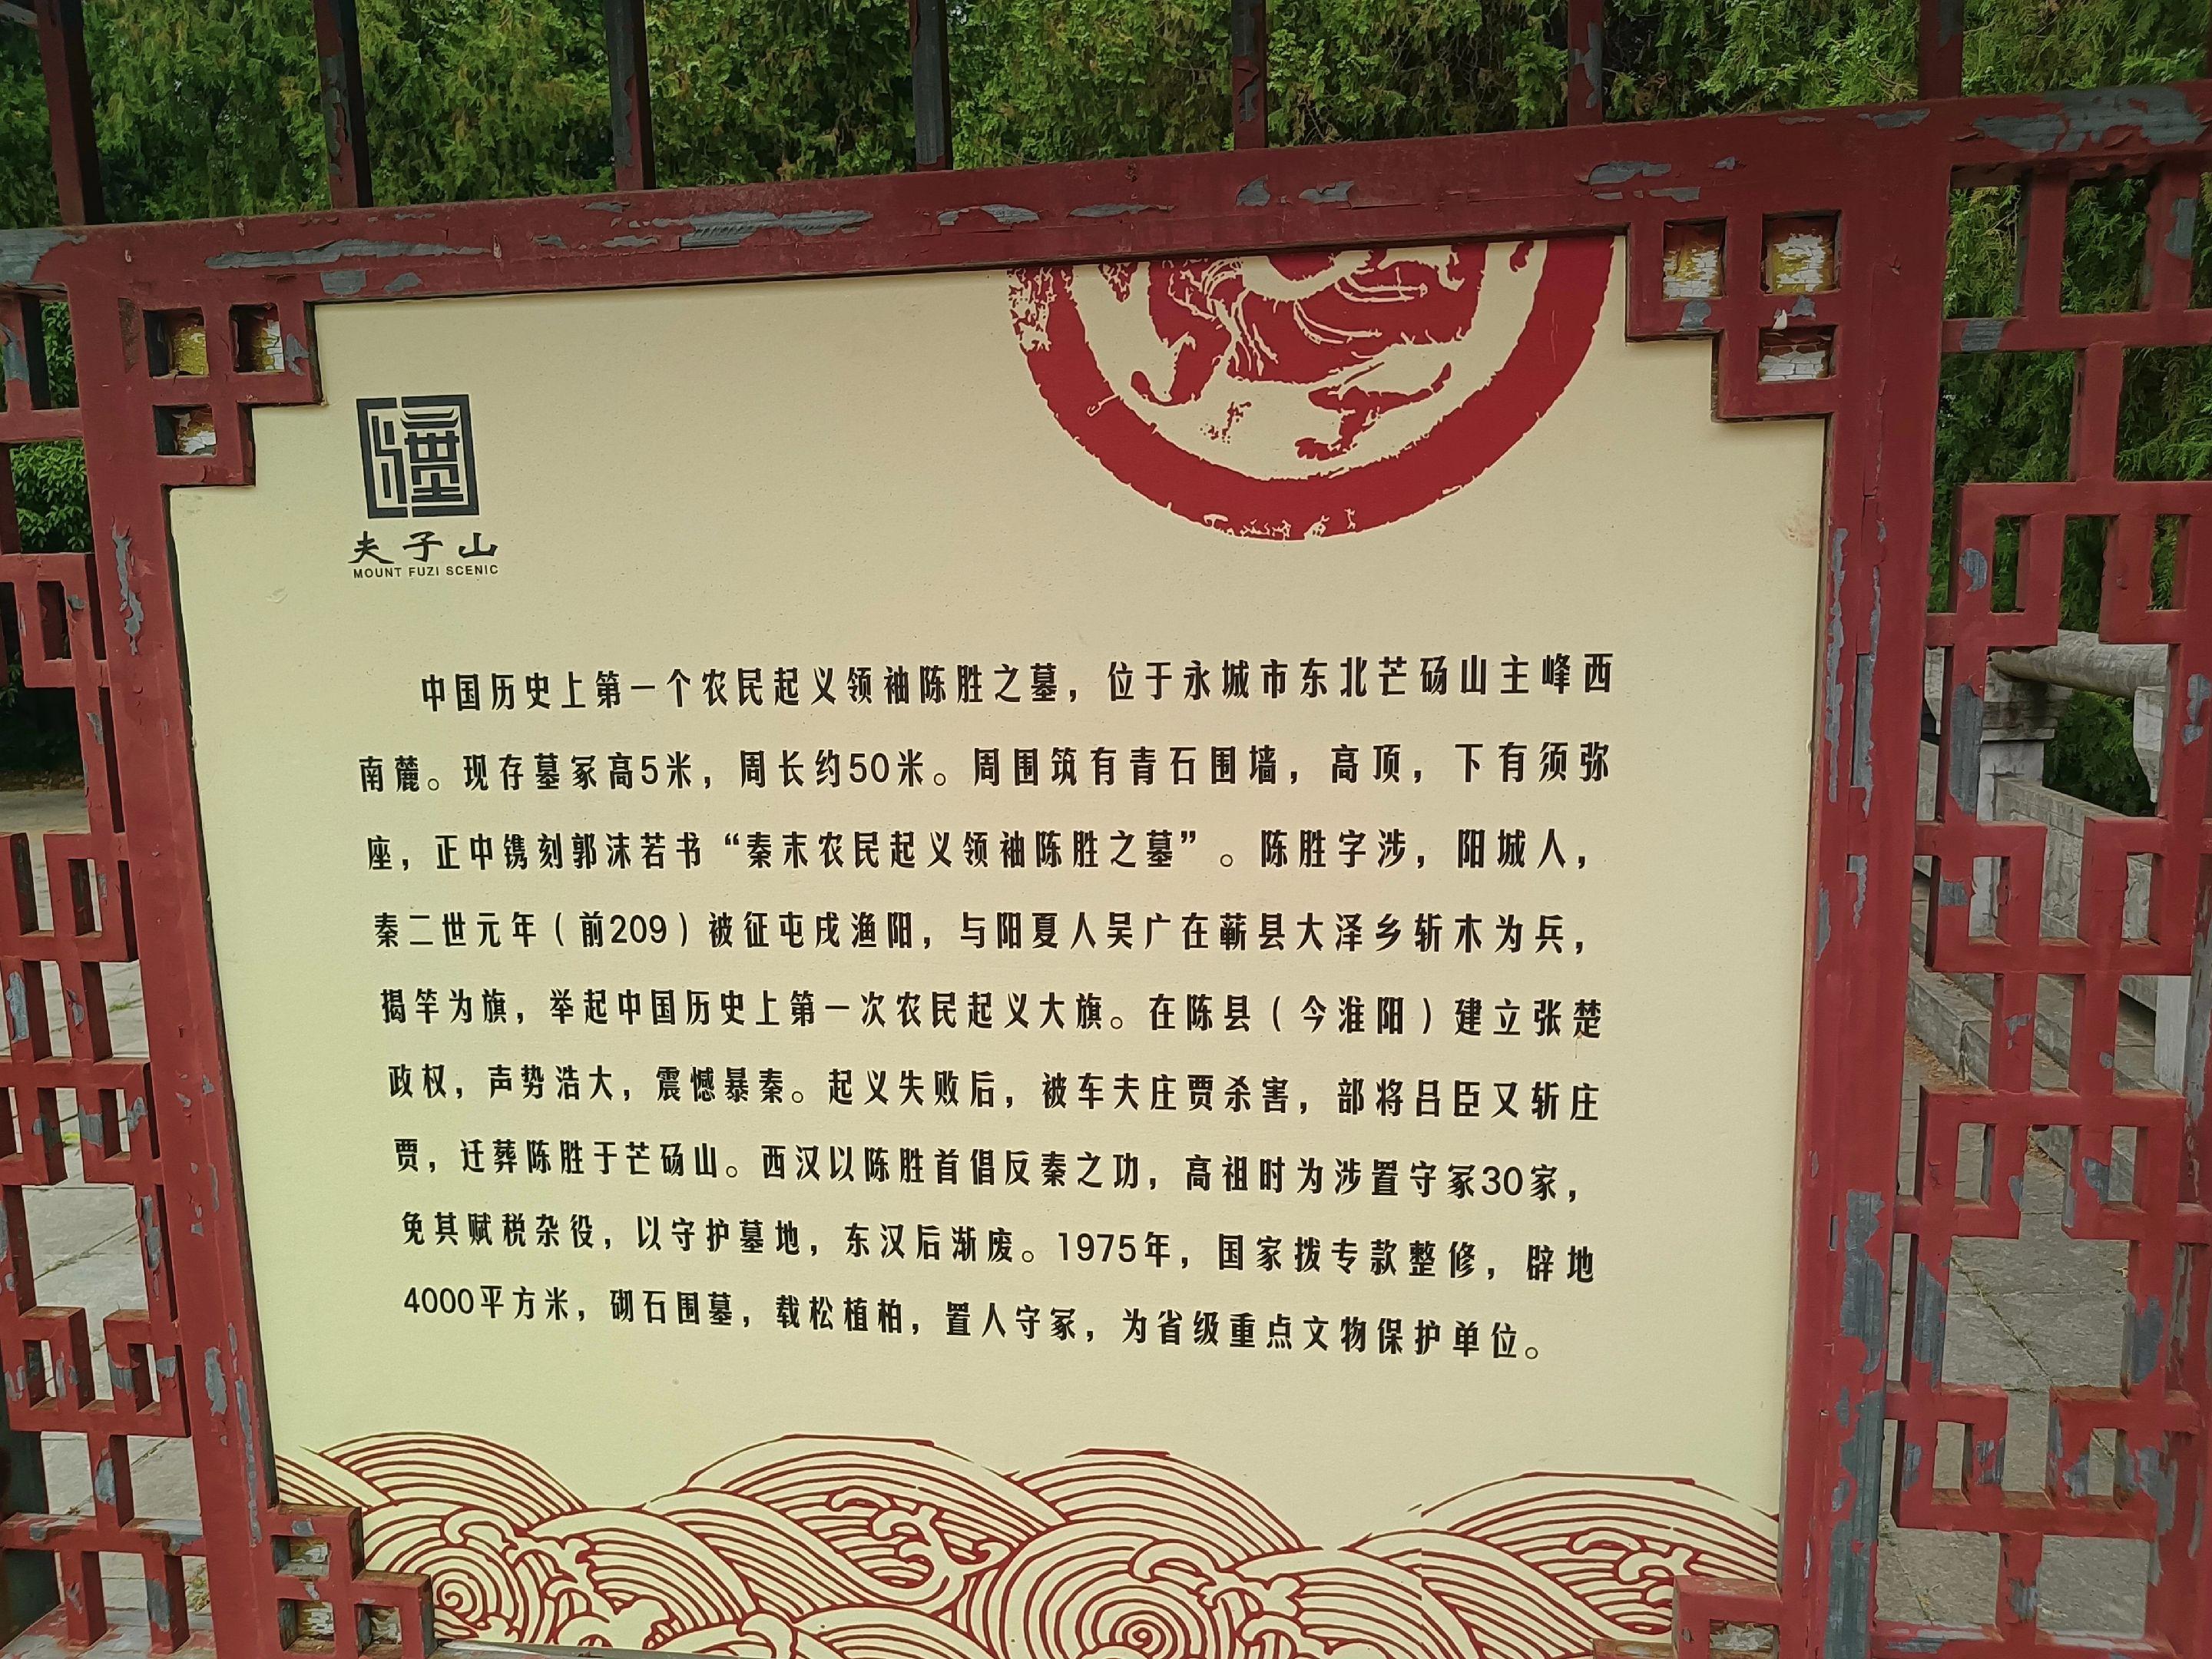 夫子山
MOUNT FUZI SCENIC
中国历史上第一个农民起义领袖陈胜之墓，位于永城市东北芒砀山主峰西
南麓。现存墓冢高5米，周长约50米。周围筑有青石围墙，高顶，下有须弥
座，正中镌刻郭沫若书“秦末农民起义领袖陈胜之墓”。陈胜字涉，阳城人，
秦二世元年（前209）被征屯戍渔阳，与阳夏人吴广在蕲县大泽乡斩木为兵，
揭竿为旗，举起中国历史上第一次农民起义大旗。在陈县（今淮阳）建立张楚
政权，声势浩大，震憾暴秦。起义失败后，被车夫庄贾杀害，部将吕臣又斩庄
贾，迁葬陈胜于芒砀山。西汉以陈胜首倡反秦之功，高祖时为涉置守冢30家，
免其赋税杂役，以守护墓地，东汉后渐废。1975年，国家拨专款整修，辟地
4000平方米，砌石围墓，载松植柏，置人守冢，为省级重点文物保护单位。